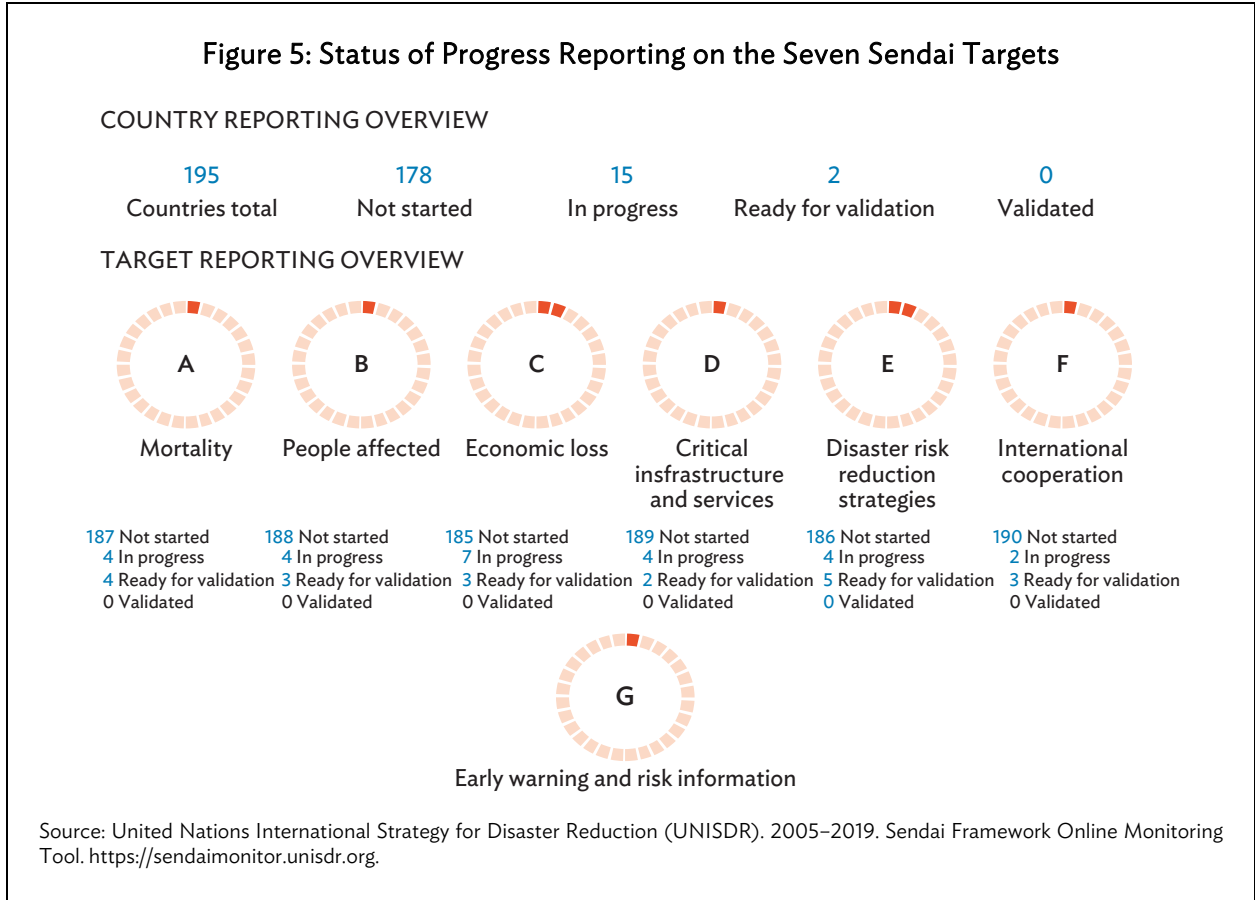 Figure 5: Status of Progress Reporting on the Seven Sendai Targets
COUNTRY REPORTING OVERVIEW
195
Countries total
178
Not started
15
In progress
2
Ready for validation
0
Validated
TARGET REPORTING OVERVIEW
A
Mortality
187 Not started
4 In progress
4 Ready for validation
0 Validated
B
People affected
188 Not started
4 In progress
3 Ready for validation
0 Validated
C
Economic loss
185 Not started
7 In progress
3 Ready for validation
0 Validated
D
Critical
insfrastructure
and services
189 Not started
4 In progress
2 Ready for validation
0 Validated
E
Disaster risk
reduction
strategies
186 Not started
4 In progress
5 Ready for validation
0 Validated
F
International
cooperation
190 Not started
2 In progress
3 Ready for validation
0 Validated
G
Early warning and risk information
Source: United Nations International Strategy for Disaster Reduction (UNISDR). 2005–2019. Sendai Framework Online Monitoring
Tool. https://sendaimonitor.unisdr.org.